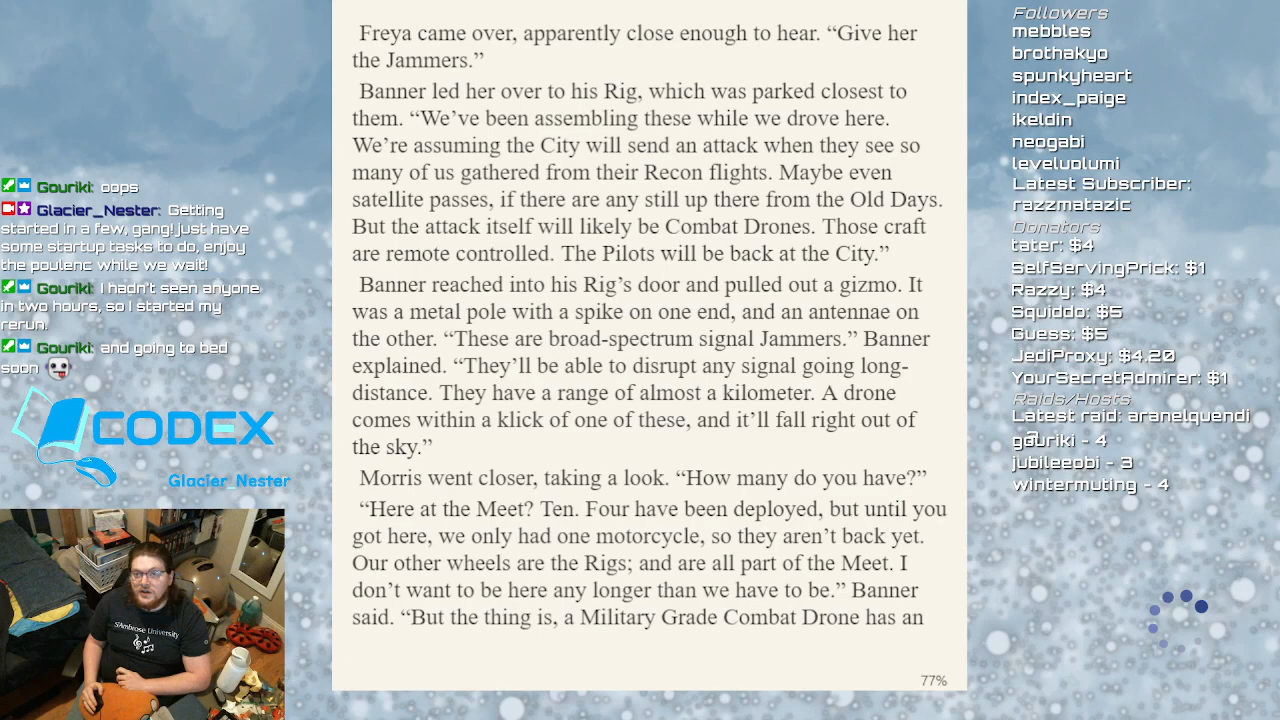 Freya came over, apparently close enough to hear. “Give her
the Jammers.”
Banner led her over to his Rig, which was parked closest to
them. “We’ve been assembling these while we drove here.
We’re assuming the City will send an attack when they see so
many of us gathered from their Recon flights. Maybe even
satellite passes, if there are any still up there from the Old Days.
But the attack itself will likely be Combat Drones. Those craft
are remote controlled. The Pilots will be back at the City.”
Banner reached into his Rig’s door and pulled out a gizmo. It
was a metal pole with a spike on one end, and an antennae on
the other. “These are broad-spectrum signal Jammers.” Banner
explained. “They’ll be able to disrupt any signal going long-
distance. They have a range of almost a kilometer. A drone
comes within a klick of one of these, and it’ll fall right out of
the sky.”
Morris went closer, taking a look. “How many do you have?”
“Here at the Meet? Ten. Four have been deployed, but until you
got here, we only had one motorcycle, so they aren’t back yet.
Our other wheels are the Rigs; and are all part of the Meet. I
don’t want to be here any longer than we have to be.” Banner
said. “But the thing is, a Military Grade Combat Drone has an
77%
Gouriki: oops
Glacier_Nester: Getting
started in a few, gang! just have
some startup tasks to do, enjoy
the poulenc while we wait!
Gouriki: I hadn't seen anyone
in two hours, so I started my
rerun.
Gouriki: and going to bed
soon
CODEX
Glacier_Nester
St. Ambrose University
Followers
mebbles
brothakyo
spunkyheart
index_paige
ikeldin
neogabi
leveluplumi
Latest Subscriber:
razzmatazic
Donators
tater: $4
SelfServingPrick: $1
Razzy: $4
Squiddo: $5
Guess: $5
JediProxy: $4.20
YourSecretAdmirer: $1
Raids/Hosts
Latest raid: aranelquendi
gouriki - 4
jubileepbi - 3
wintermuting - 4